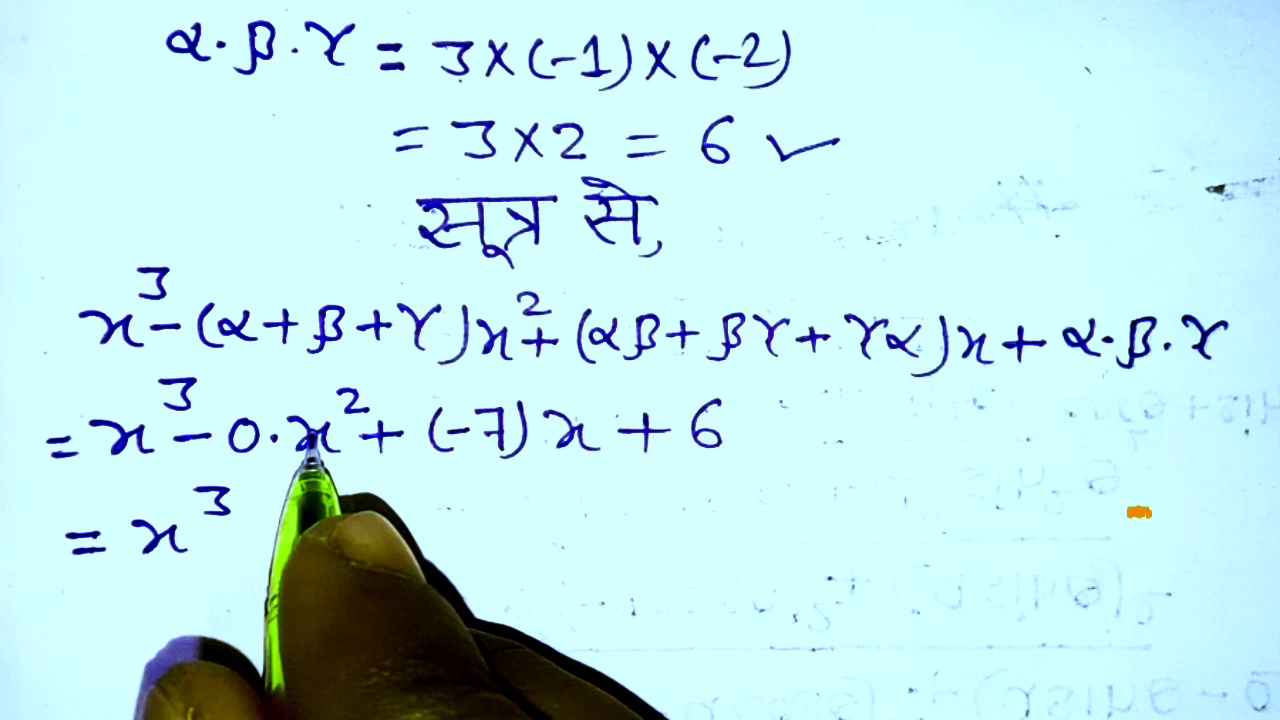 α·β·γ = 3×(-1)×(-2)
= 3×2 = 6 ✓
सूत्र से,
x³-(α+β+γ)x²+(αβ+βγ+γα)x+α·β·γ
= x³-0·x²+(-7)x+6
= x³